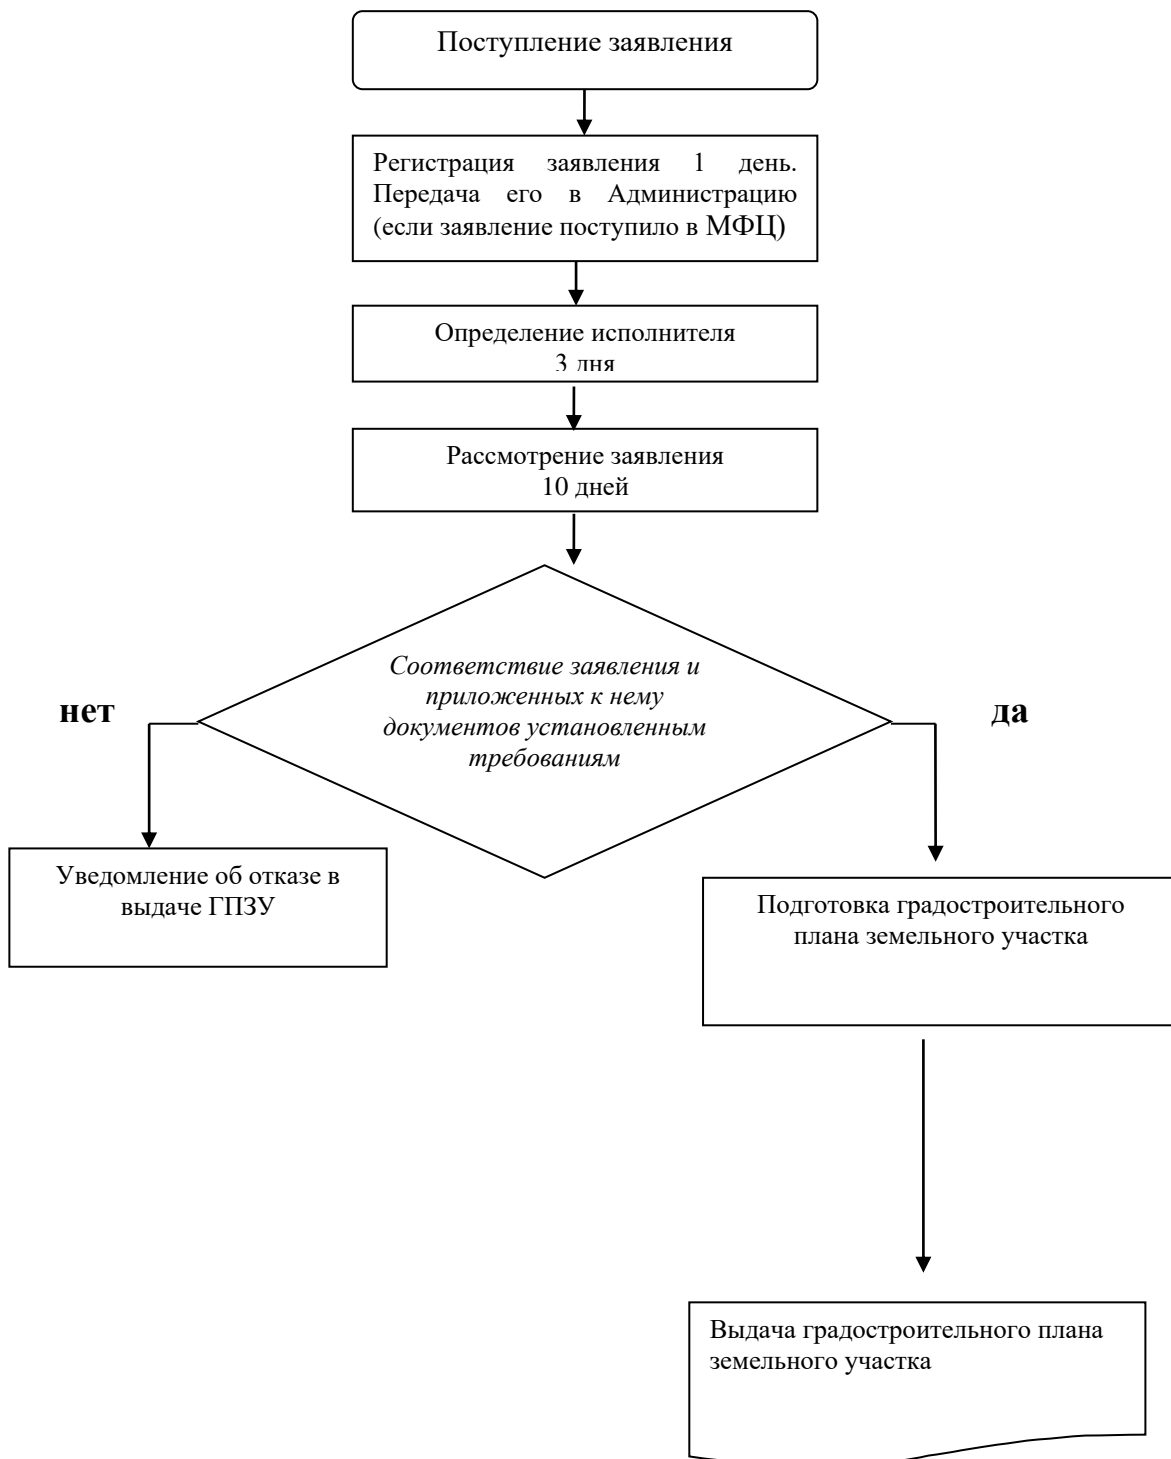 Поступление заявления
Регистрация заявления 1 день.
Передача его в Администрацию
(если заявление поступило в МФЦ)
Определение исполнителя
3 дня
Рассмотрение заявления
10 дней
Соответствие заявления и
приложенных к нему
документов установленным
требованиям
нет
да
Уведомление об отказе в
выдаче ГПЗУ
Подготовка градостроительного
плана земельного участка
Выдача градостроительного плана
земельного участка